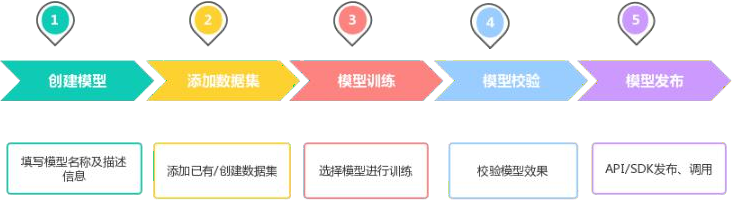 1
2
3
4
5
创建模型
添加数据集
模型训练
模型校验
模型发布
填写模型名称及描述
信息
添加已有/创建数据集
选择模型进行训练
校验模型效果
API/SDK发布、调用